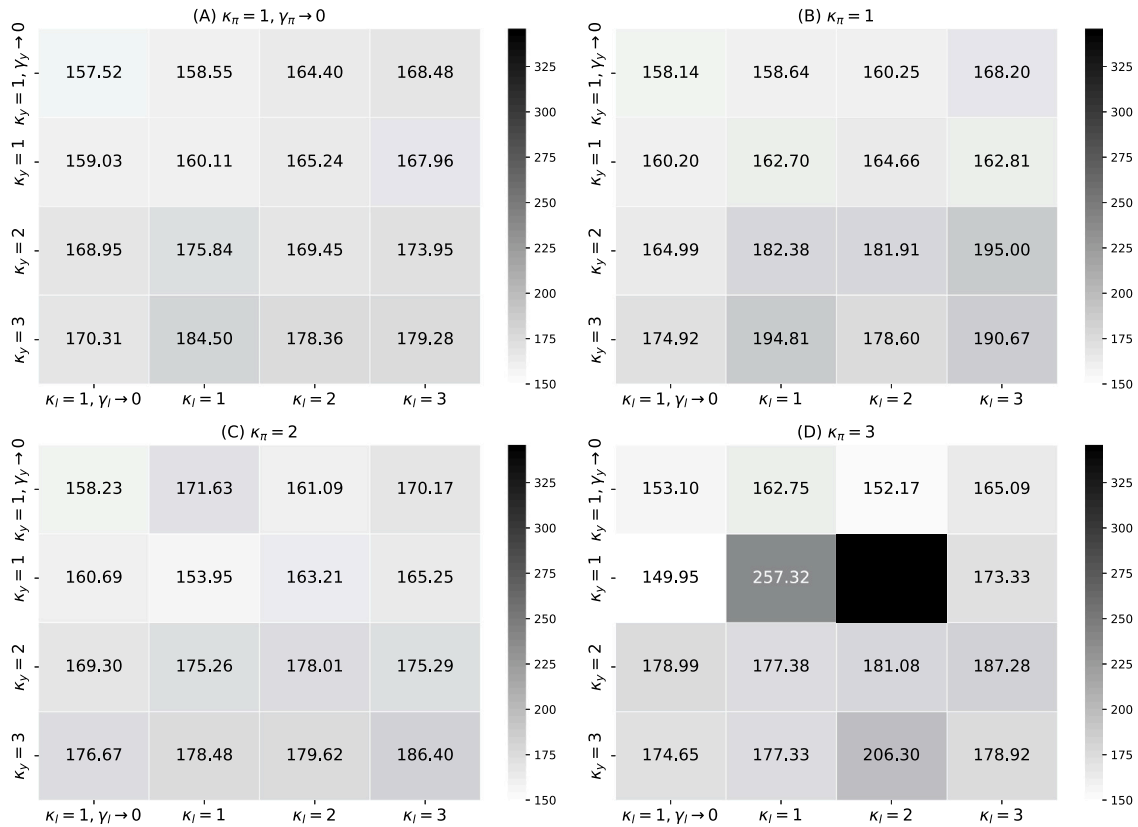 (A) κπ = 1, γπ → 0
κy = 1, γy → 0
157.52 158.55 164.40 168.48
κy = 1
159.03 160.11 165.24 167.96
κy = 2
168.95 175.84 169.45 173.95
κy = 3
170.31 184.50 178.36 179.28
κl = 1, γl → 0 κl = 1 κl = 2 κl = 3
325
300
275
250
225
200
175
150
(B) κπ = 1
κy = 1, γy → 0
158.14 158.64 160.25 168.20
κy = 1
160.20 162.70 164.66 162.81
κy = 2
164.99 182.38 181.91 195.00
κy = 3
174.92 194.81 178.60 190.67
κl = 1, γl → 0 κl = 1 κl = 2 κl = 3
325
300
275
250
225
200
175
150
(C) κπ = 2
κy = 1, γy → 0
158.23 171.63 161.09 170.17
κy = 1
160.69 153.95 163.21 165.25
κy = 2
169.30 175.26 178.01 175.29
κy = 3
176.67 178.48 179.62 186.40
κl = 1, γl → 0 κl = 1 κl = 2 κl = 3
325
300
275
250
225
200
175
150
(D) κπ = 3
κy = 1, γy → 0
153.10 162.75 152.17 165.09
κy = 1
149.95 257.32 173.33
κy = 2
178.99 177.38 181.08 187.28
κy = 3
174.65 177.33 206.30 178.92
κl = 1, γl → 0 κl = 1 κl = 2 κl = 3
325
300
275
250
225
200
175
150